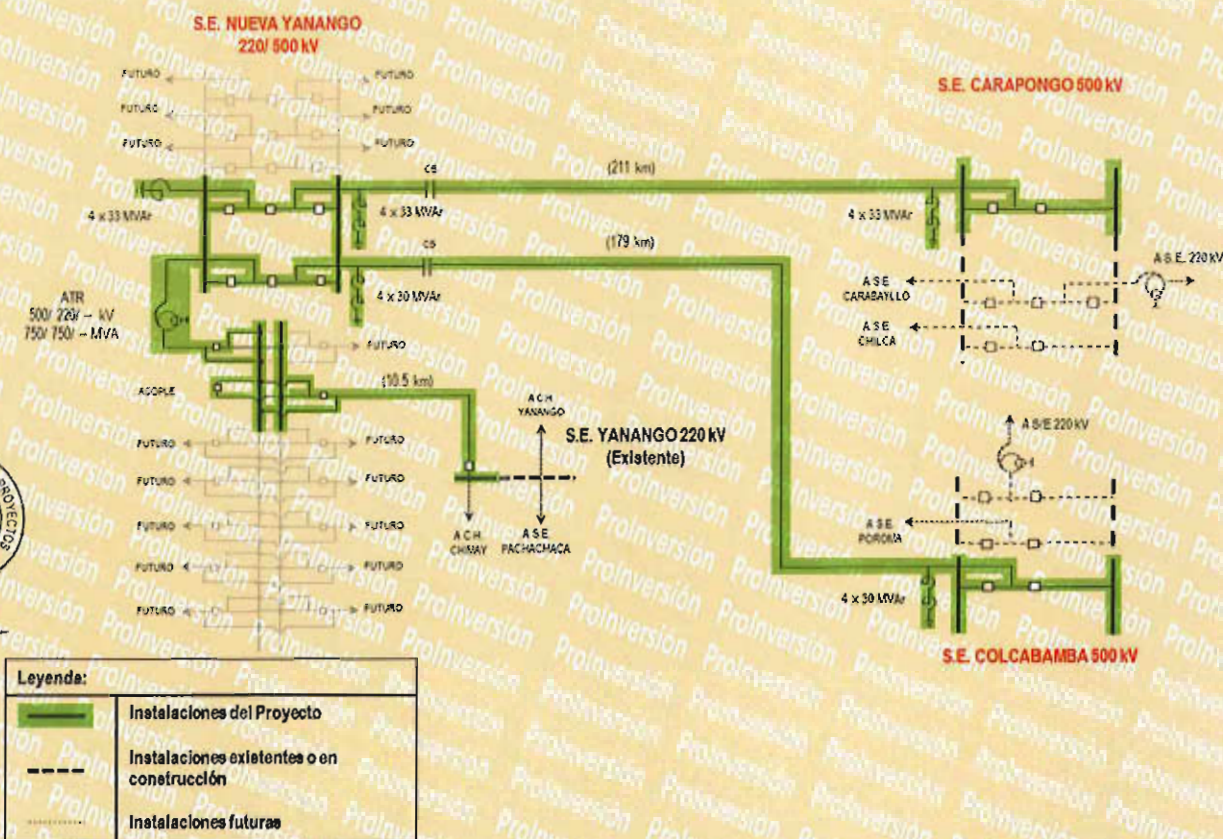 S.E. NUEVA YANANGO
220/ 500 kV
S.E. CARAPONGO 500 kV
FUTURO
FUTURO
FUTURO
FUTURO
FUTURO
FUTURO
CS
(211 km)
4 x 33 MVAr
4 x 33 MVAr
4 x 33 MVAr
CS
(179 km)
4 x 30 MVAr
ATR
500/ 220/ ~ kV
750/ 750/ ~ MVA
A S.E. 220 kV
A S.E.
CARABAYLLO
A S.E.
CHILCA
FUTURO
ACOPLE
(10.5 km)
A C.H.
YANANGO
S.E. YANANGO 220 kV
(Existente)
A C.H.
CHIMAY
A S.E.
PACHACHACA
A S/E 220 kV
A S.E.
POROMA
4 x 30 MVAr
S.E. COLCABAMBA 500 kV
FUTURO
FUTURO
FUTURO
FUTURO
FUTURO
FUTURO
FUTURO
FUTURO
FUTURO
FUTURO
PROYECTOS
Leyenda:
Instalaciones del Proyecto
Instalaciones existentes o en
construcción
Instalaciones futuras
ProInversión